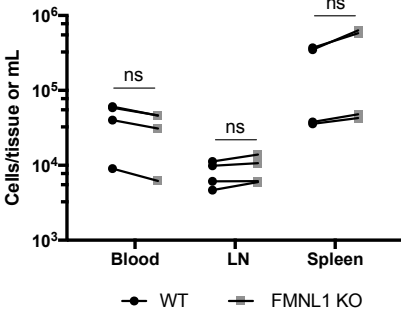 ns
10⁶
ns
10⁵
ns
10⁴
10³
Cells/tissue or mL
Blood LN Spleen
WT FMNL1 KO